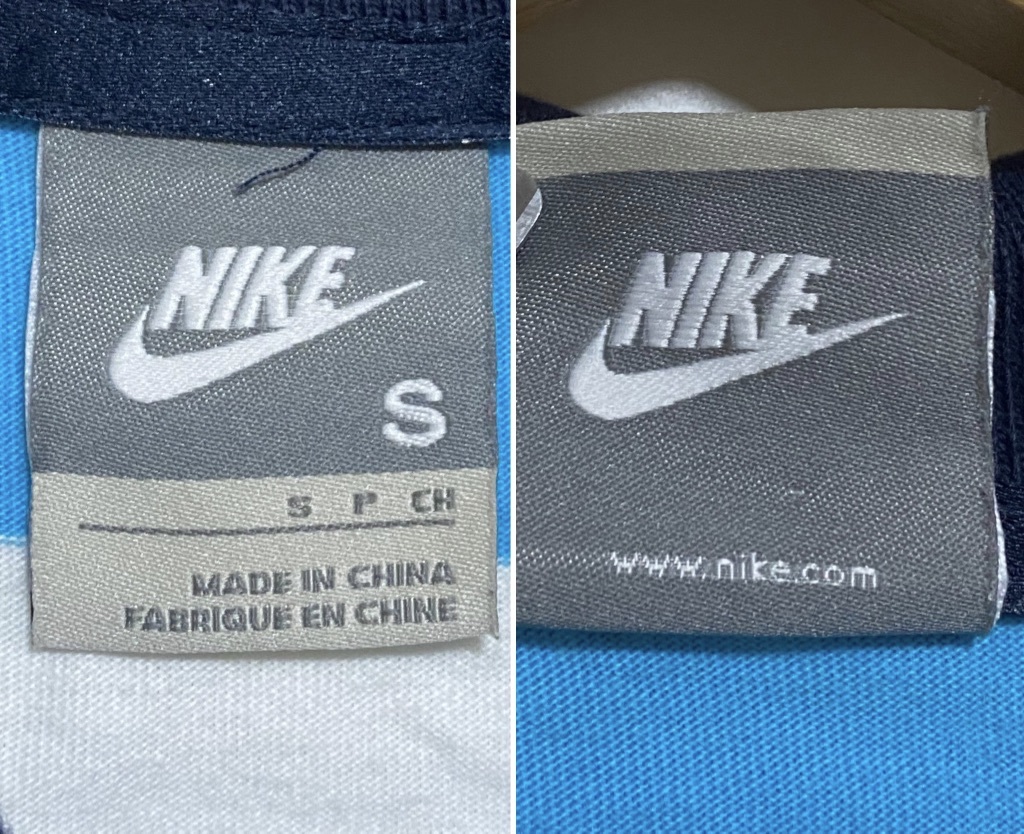 NIKE
S
S P CH
MADE IN CHINA
FABRIQUE EN CHINE
NIKE
www.nike.com